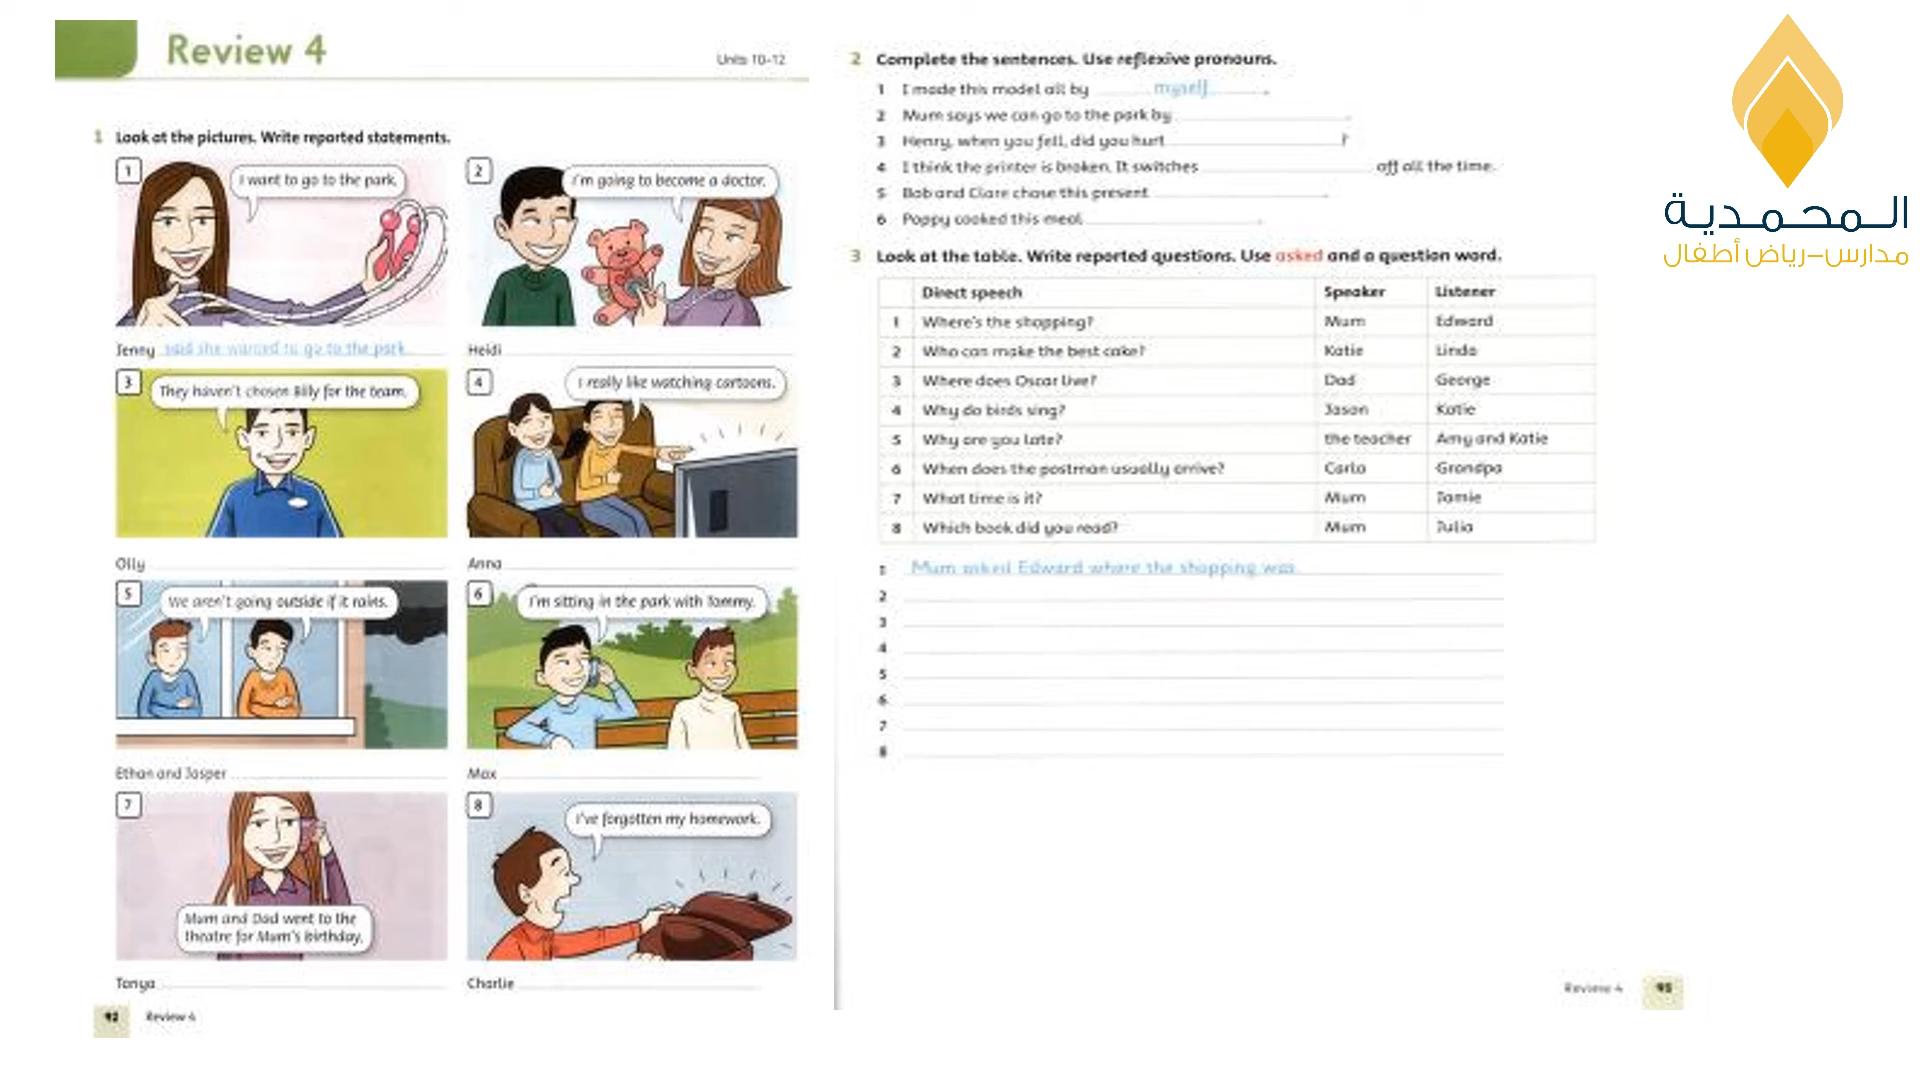 Review 4
Units 10–12
1 Look at the pictures. Write reported statements.
1
I want to go to the park.
2
I'm going to become a doctor.
Jenny said she wanted to go to the park
Heidi
3
They haven't chosen Billy for the team.
4
I really like watching cartoons.
Olly
Anna
5
We aren't going outside if it rains.
6
I'm sitting in the park with Tommy.
Ethan and Jasper
Max
7
Mum and Dad went to the
theatre for Mum's birthday.
8
I've forgotten my homework.
Tanya
Charlie
92 Review 4
2 Complete the sentences. Use reflexive pronouns.
1 I made this model all by myself.
2 Mum says we can go to the park by .
3 Henry, when you fell, did you hurt ?
4 I think the printer is broken. It switches off all the time.
5 Bob and Clare chose this present .
6 Poppy cooked this meal .
3 Look at the table. Write reported questions. Use asked and a question word.
Direct speech Speaker Listener
1 Where's the shopping? Mum Edward
2 Who can make the best cake? Katie Linda
3 Where does Oscar live? Dad George
4 Why do birds sing? Jason Katie
5 Why are you late? the teacher Amy and Katie
6 When does the postman usually arrive? Carla Grandpa
7 What time is it? Mum Jamie
8 Which book did you read? Mum Julia
1 Mum asked Edward where the shopping was.
2
3
4
5
6
7
8
Review 4 93
المحمدية
مدارس–رياض أطفال